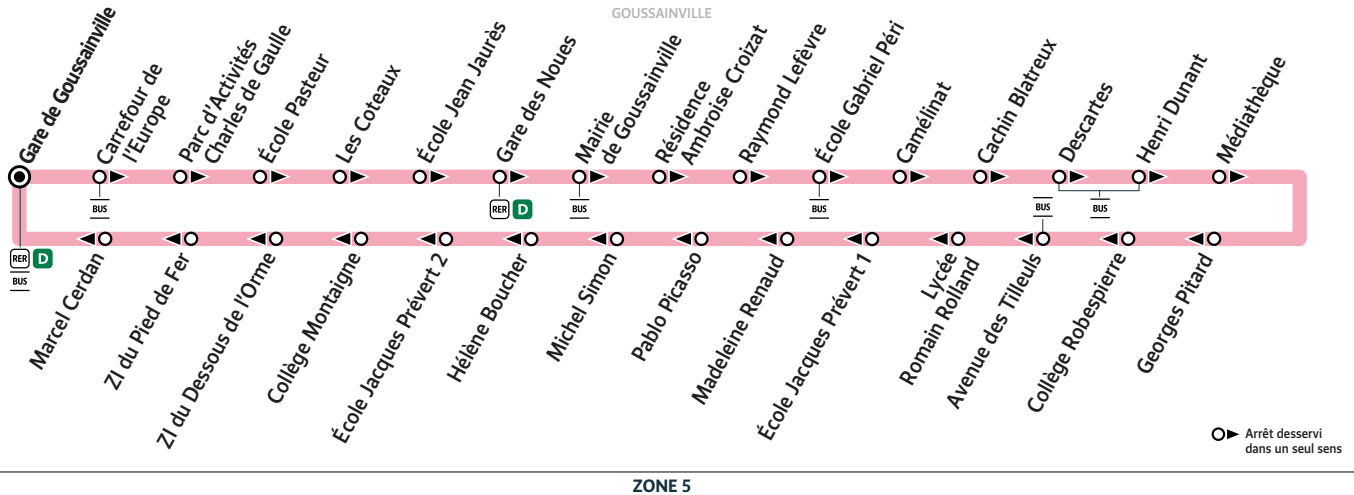 GOUSSAINVILLE
Gare de Goussainville
Carrefour de
l'Europe
Parc d'Activités
Charles de Gaulle
École Pasteur
Les Coteaux
École Jean Jaurès
Gare des Noues
Mairie
de Goussainville
Résidence
Ambroise Croizat
Raymond Lefèvre
École Gabriel Péri
Camélinat
Cachin Blatreux
Descartes
Henri Dunant
Médiathèque
BUS
RER D
BUS
BUS
BUS
BUS
RER D
BUS
Marcel Cerdan
ZI du Pied de Fer
ZI du Dessous de l'Orme
Collège Montaigne
École Jacques Prévert 2
Hélène Boucher
Michel Simon
Pablo Picasso
Madeleine Renaud
École Jacques Prévert 1
Lycée
Romain Rolland
Avenue des Tilleuls
Collège Robespierre
Georges Pitard
Arrêt desservi
dans un seul sens
ZONE 5